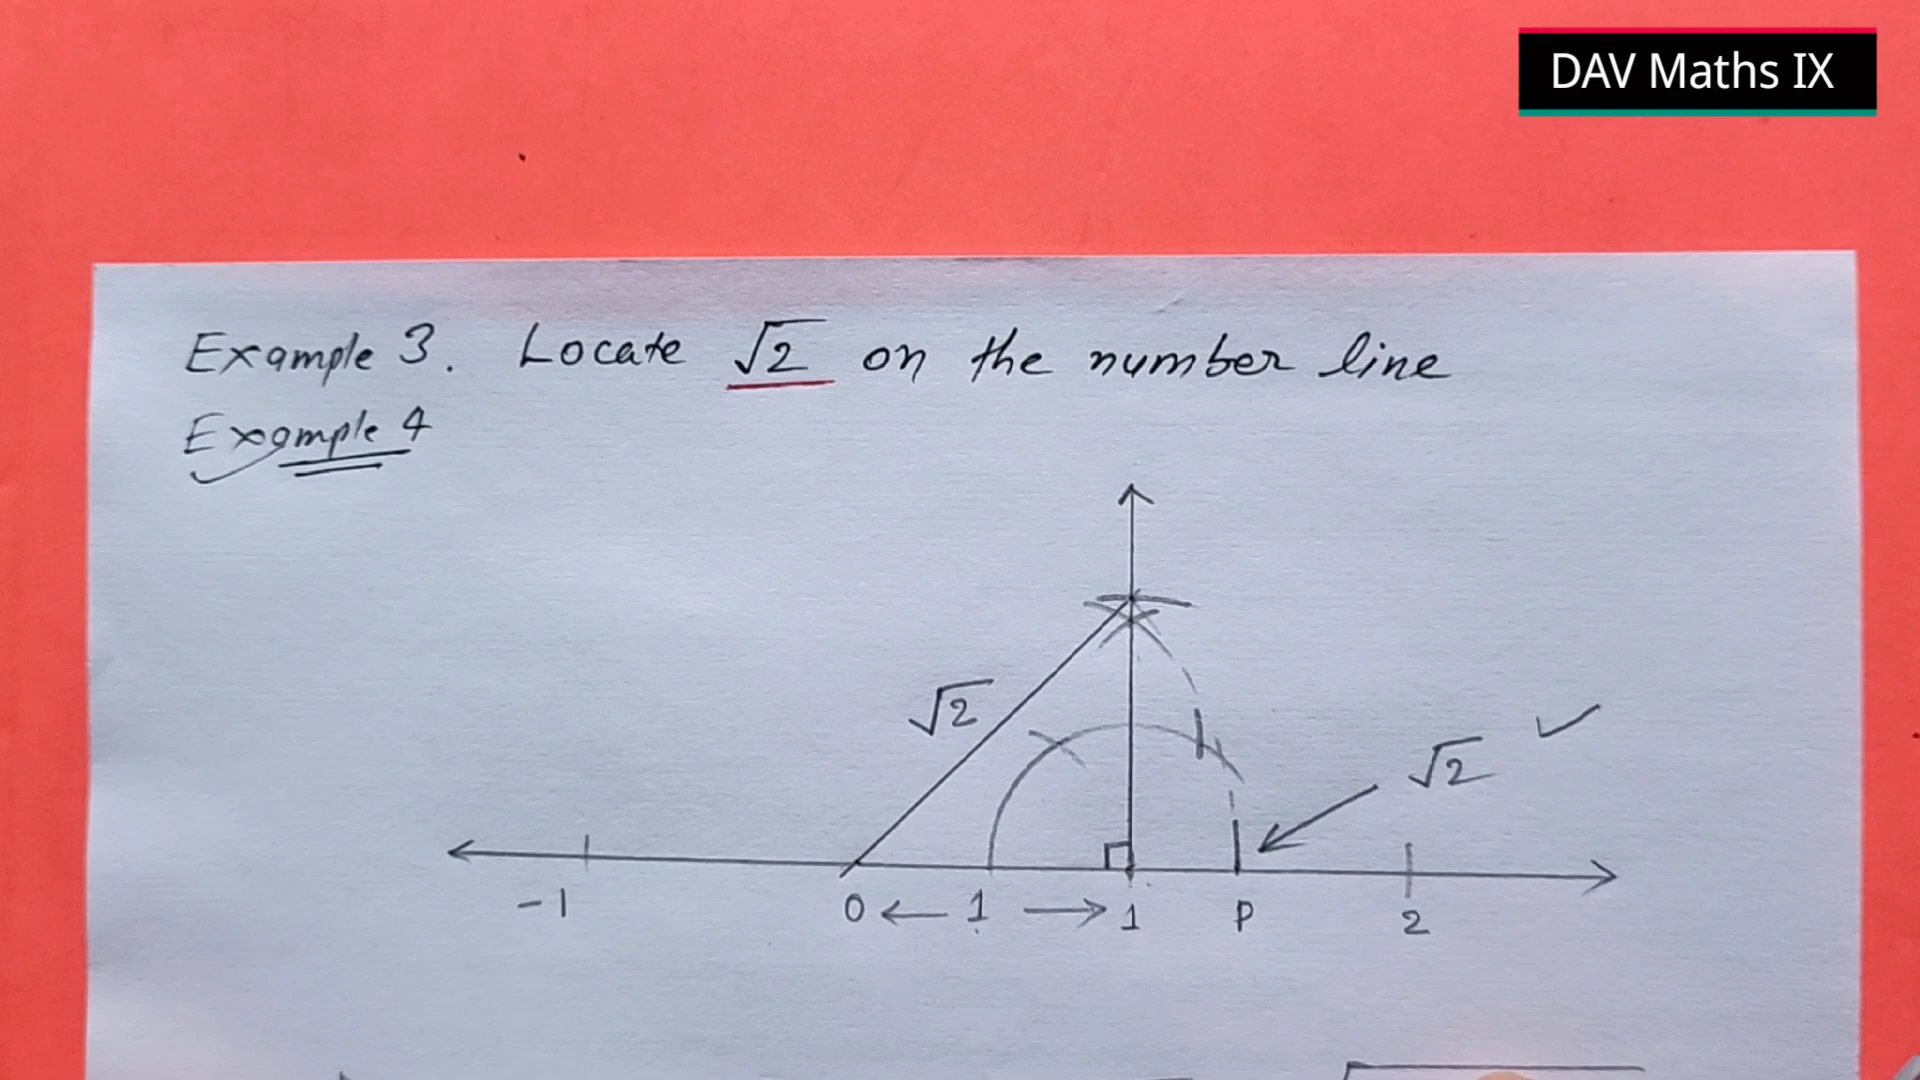 DAV Maths IX
Example 3. Locate √2 on the number line
Example 4
√2
√2
-1 0 ← 1 → 1 P 2